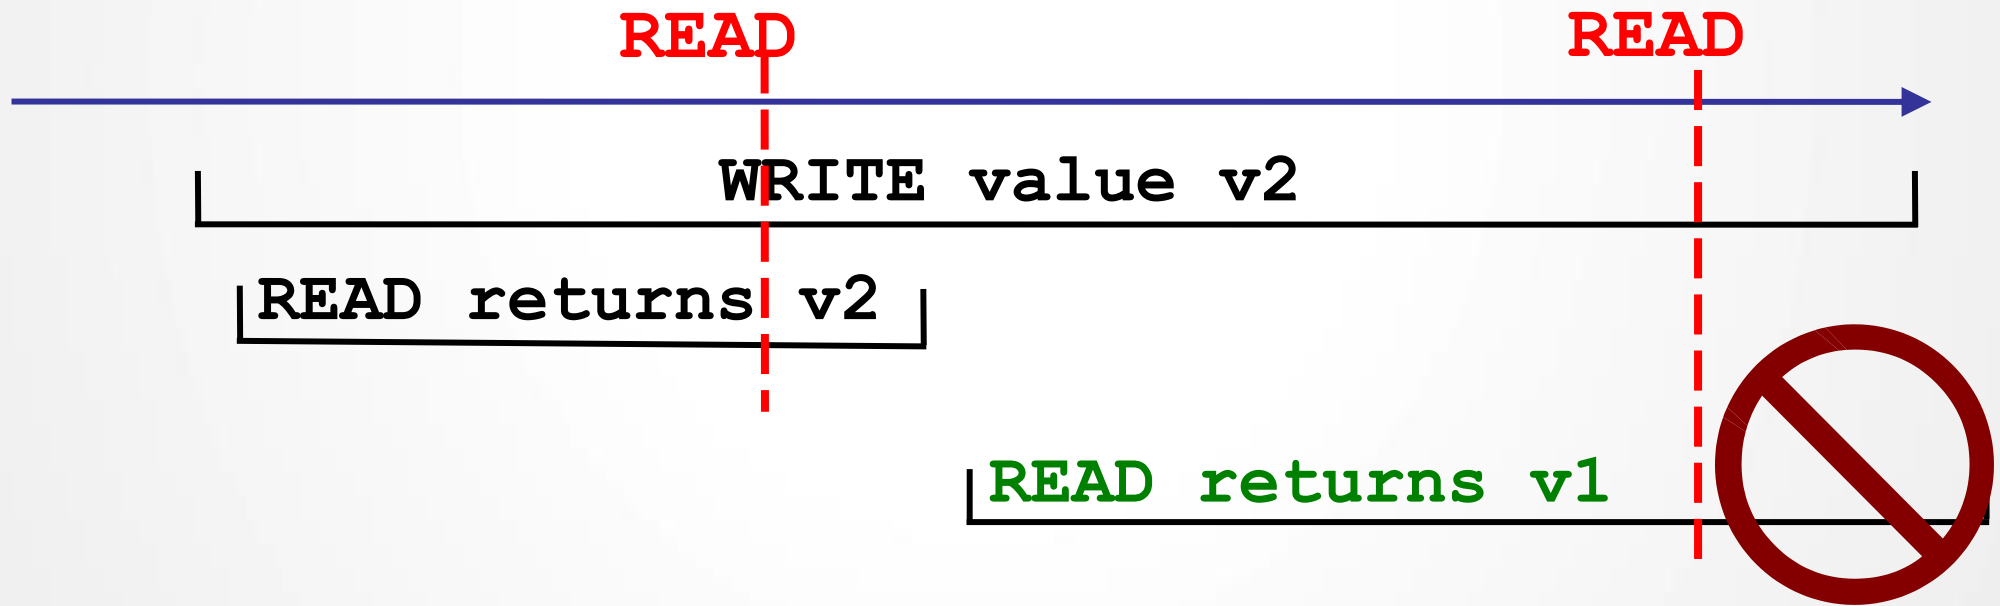 READ READ
WRITE value v2
READ returns v2
READ returns v1